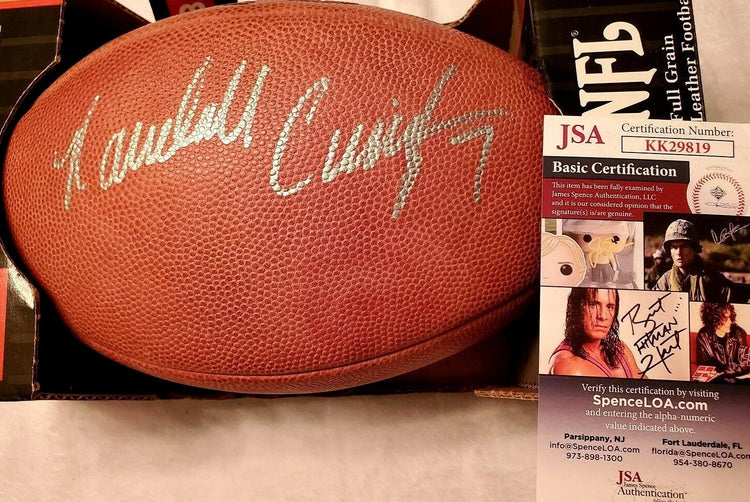 Randall Cunningham
NFL
Full Grain
Leather Footba
JSA
Certification Number:
KK29819
Basic Certification
This item has been fully examined by
James Spence Authentication, LLC
and it is our considered opinion that the
signature(s) is/are genuine.
Bret
HITMAN
Hart
Verify this certification by visiting
SpenceLOA.com
and entering the alpha-numeric
value indicated above.
Parsippany, NJ
info@SpenceLOA.com
973-898-1300
Fort Lauderdale, FL
florida@SpenceLOA.com
954-380-8670
JSA
James Spence
Authentication